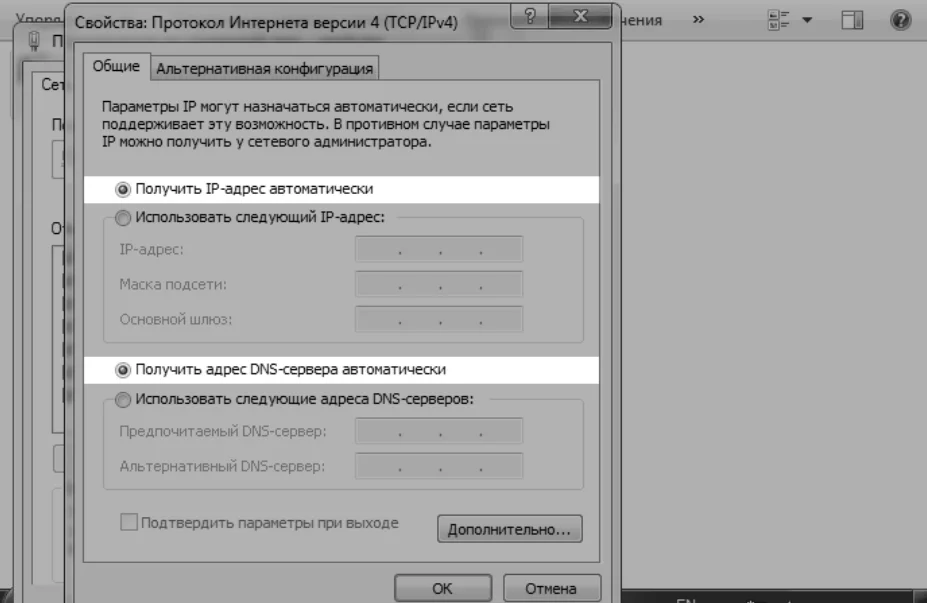 Свойства: Протокол Интернета версии 4 (TCP/IPv4)
?
чения »
?
Общие
Альтернативная конфигурация
Параметры IP могут назначаться автоматически, если сеть
поддерживает эту возможность. В противном случае параметры
IP можно получить у сетевого администратора.
Получить IP-адрес автоматически
Использовать следующий IP-адрес:
IP-адрес: . . .
Маска подсети: . . .
Основной шлюз: . . .
Получить адрес DNS-сервера автоматически
Использовать следующие адреса DNS-серверов:
Предпочитаемый DNS-сервер: . . .
Альтернативный DNS-сервер: . . .
Подтвердить параметры при выходе
Дополнительно...
OK
Отмена
EN